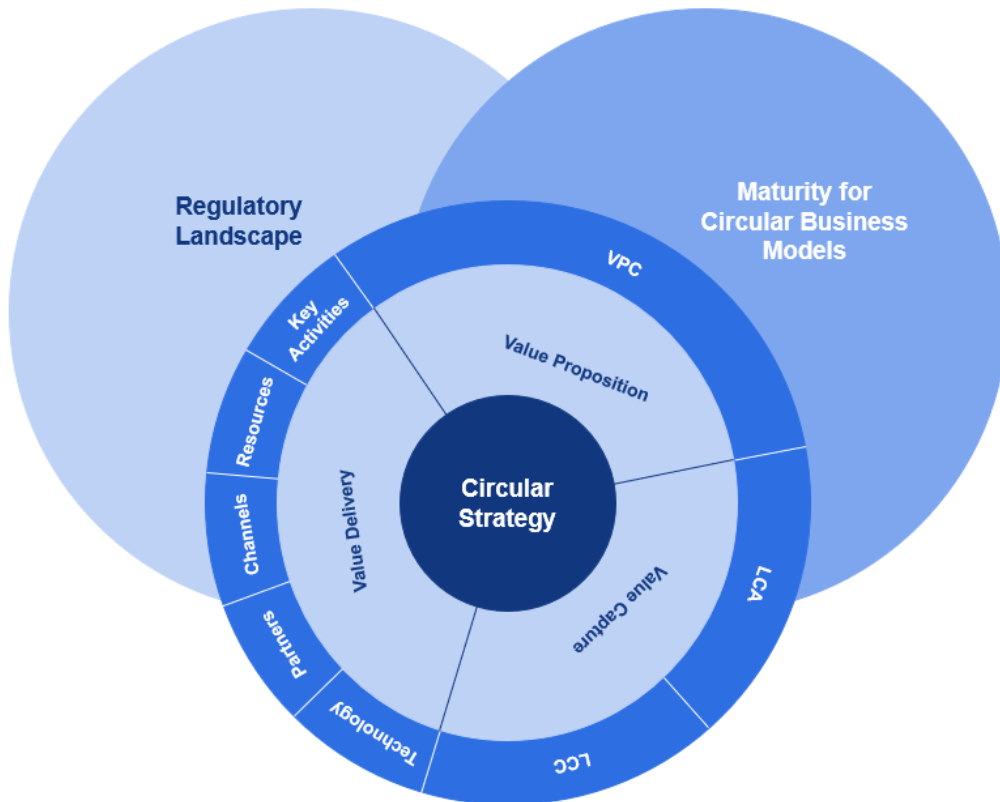 Regulatory
Landscape
Maturity for
Circular Business
Models
VPC
Key
Activities
Value Proposition
Resources
Circular
Strategy
Value Delivery
Channels
LCA
Value Capture
Partners
Technology
LCC